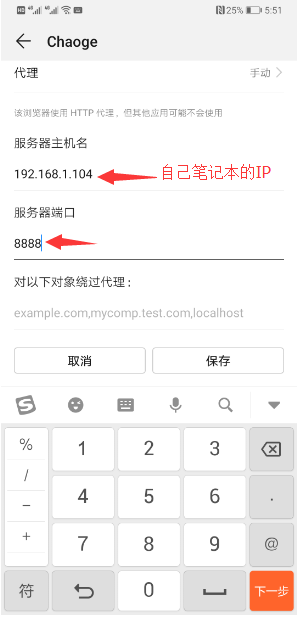 25% 5:51
Chaoge
代理 手动
该浏览器使用 HTTP 代理，但其他应用可能不会使用
服务器主机名
192.168.1.104 自己笔记本的IP
服务器端口
8888
对以下对象绕过代理：
example.com,mycomp.test.com,localhost
取消 保存
% 1 2 3
/ 4 5 6 .
－
+ 7 8 9 @
符 0 下一步